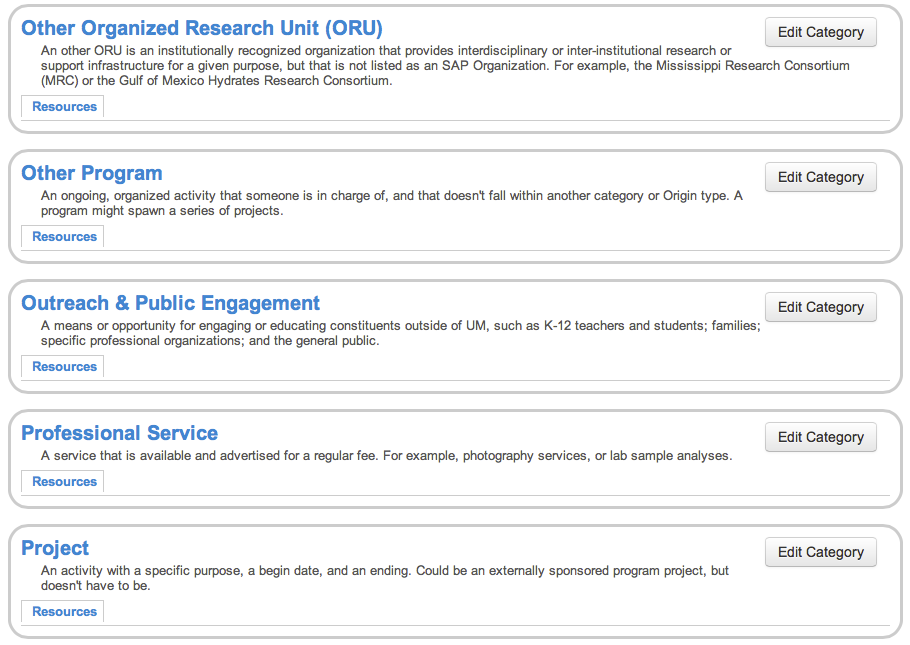 Other Organized Research Unit (ORU)
Edit Category
An other ORU is an institutionally recognized organization that provides interdisciplinary or inter-institutional research or
support infrastructure for a given purpose, but that is not listed as an SAP Organization. For example, the Mississippi Research Consortium
(MRC) or the Gulf of Mexico Hydrates Research Consortium.
Resources
Other Program
Edit Category
An ongoing, organized activity that someone is in charge of, and that doesn't fall within another category or Origin type. A
program might spawn a series of projects.
Resources
Outreach & Public Engagement
Edit Category
A means or opportunity for engaging or educating constituents outside of UM, such as K-12 teachers and students; families;
specific professional organizations; and the general public.
Resources
Professional Service
Edit Category
A service that is available and advertised for a regular fee. For example, photography services, or lab sample analyses.
Resources
Project
Edit Category
An activity with a specific purpose, a begin date, and an ending. Could be an externally sponsored program project, but
doesn't have to be.
Resources